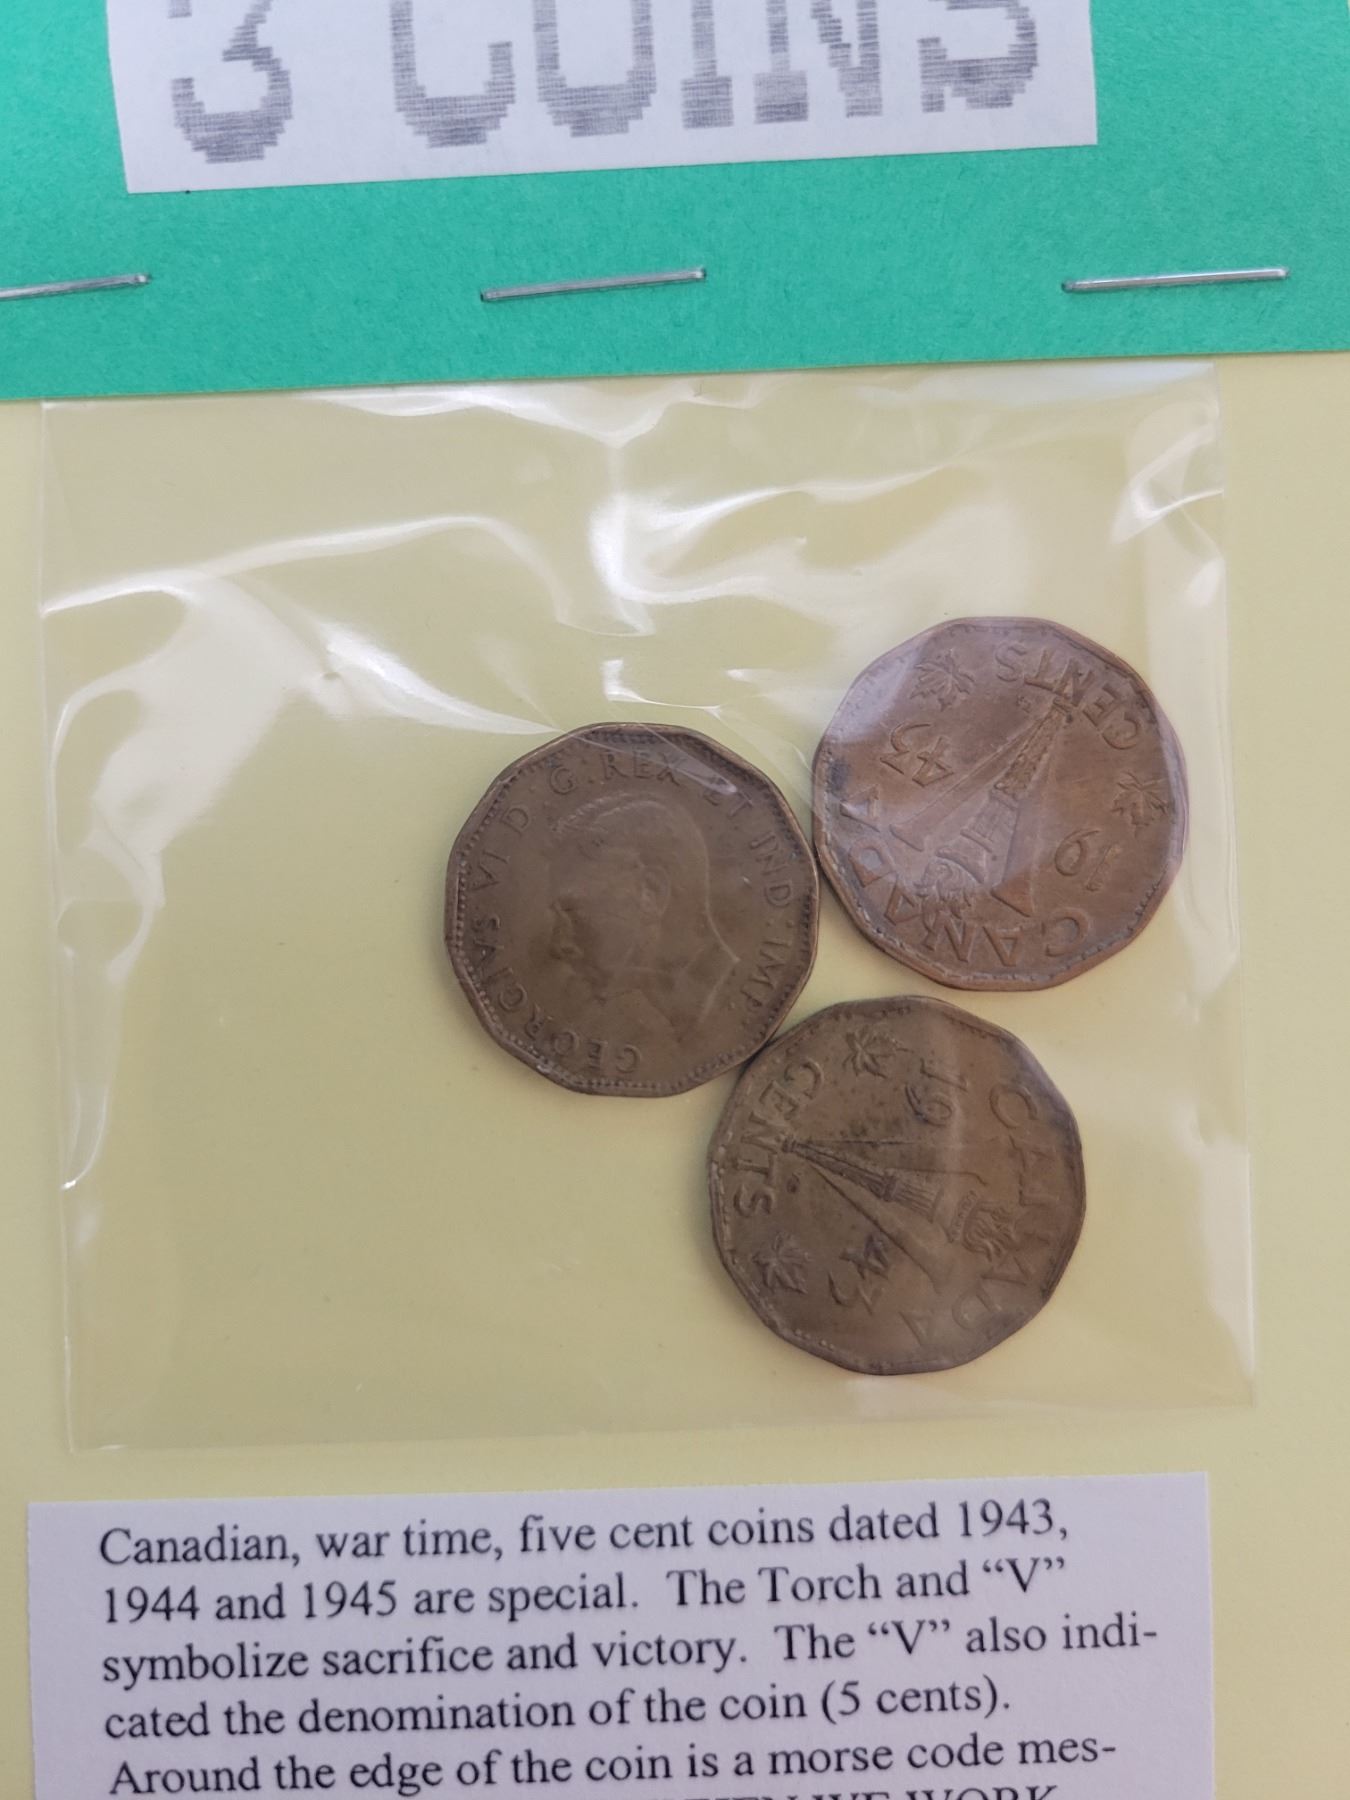 3 COINS
GEORGIVS VI D:G:REX ET IND:IMP:
CENTS
19 43
CANADA
CENTS
19 43
CANADA
Canadian, war time, five cent coins dated 1943,
1944 and 1945 are special. The Torch and “V”
symbolize sacrifice and victory. The “V” also indi-
cated the denomination of the coin (5 cents).
Around the edge of the coin is a morse code mes-
WHEN WE WORK